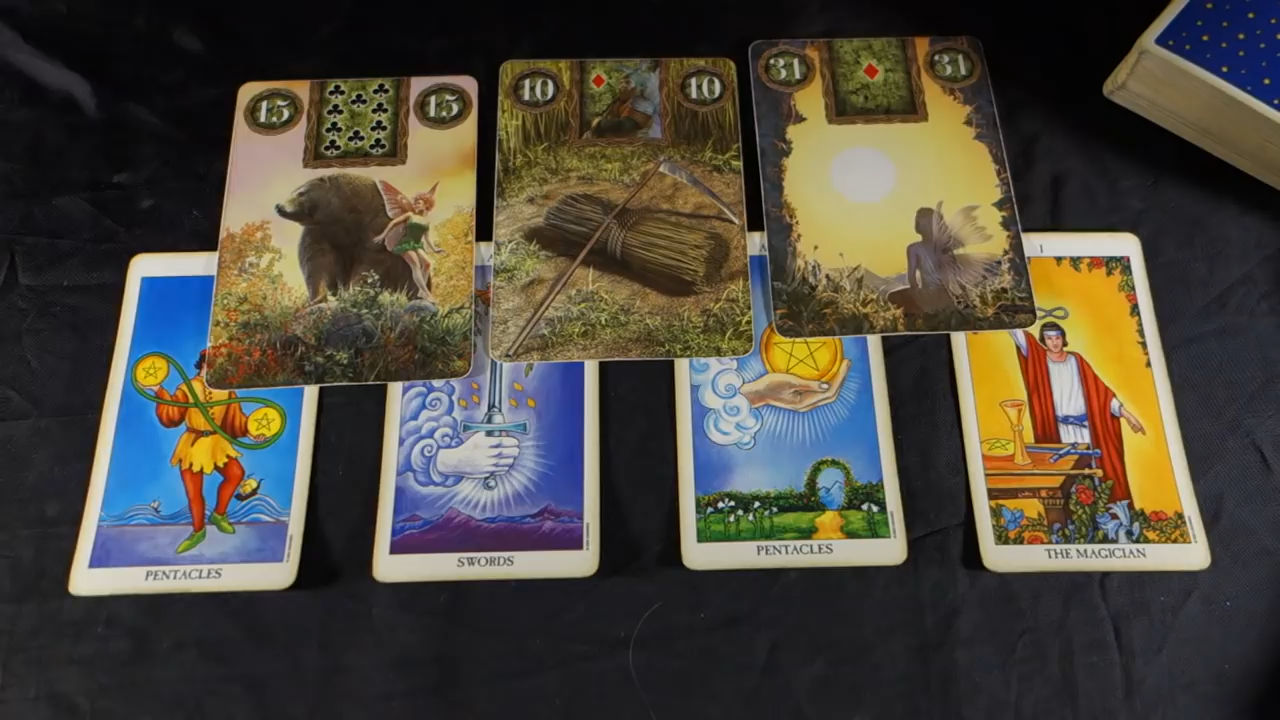 15 15
10 10
31 31
I
PENTACLES
SWORDS
PENTACLES
THE MAGICIAN